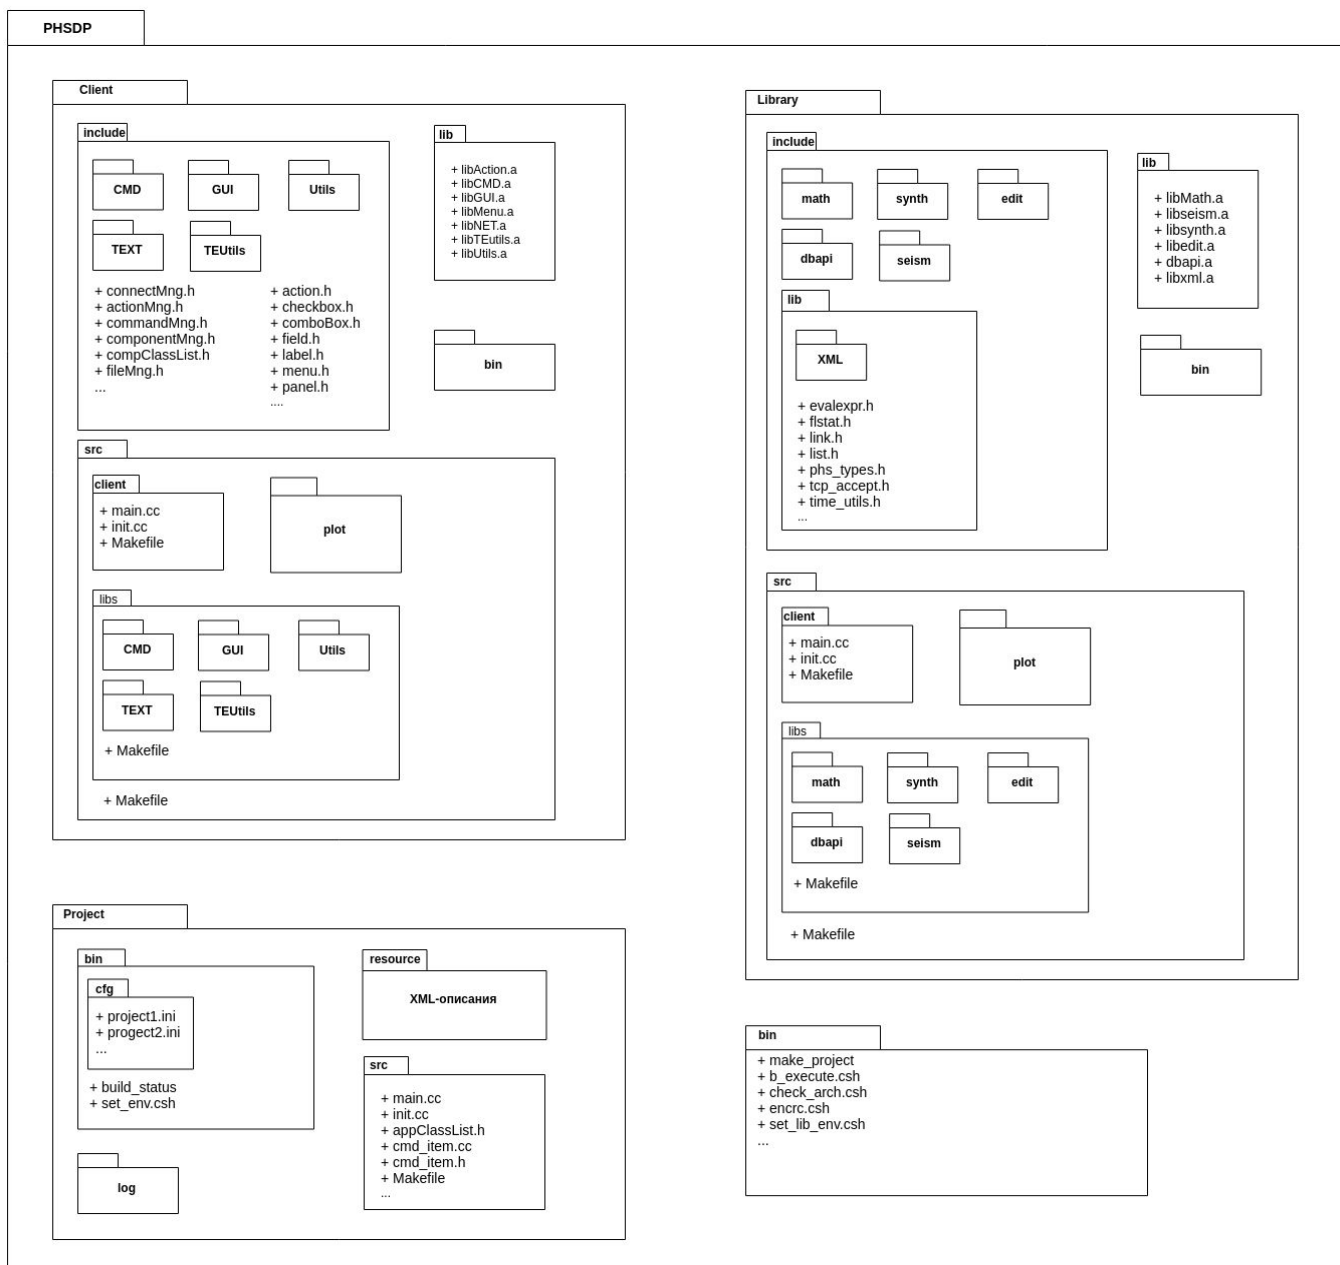 PHSDP
Client
include
CMD
GUI
Utils
TEXT
TEUtils
+ connectMng.h
+ actionMng.h
+ commandMng.h
+ componentMng.h
+ compClassList.h
+ fileMng.h
...
+ action.h
+ checkbox.h
+ comboBox.h
+ field.h
+ label.h
+ menu.h
+ panel.h
....
lib
+ libAction.a
+ libCMD.a
+ libGUI.a
+ libMenu.a
+ libNET.a
+ libTEutils.a
+ libUtils.a
bin
src
client
+ main.cc
+ init.cc
+ Makefile
plot
libs
CMD
GUI
Utils
TEXT
TEUtils
+ Makefile
+ Makefile
Library
include
math
synth
edit
dbapi
seism
lib
XML
+ evalexpr.h
+ flstat.h
+ link.h
+ list.h
+ phs_types.h
+ tcp_accept.h
+ time_utils.h
...
lib
+ libMath.a
+ libseism.a
+ libsynth.a
+ libedit.a
+ dbapi.a
+ libxml.a
bin
src
client
+ main.cc
+ init.cc
+ Makefile
plot
libs
math
synth
edit
dbapi
seism
+ Makefile
+ Makefile
Project
bin
cfg
+ project1.ini
+ progect2.ini
...
+ build_status
+ set_env.csh
log
resource
XML-описания
src
+ main.cc
+ init.cc
+ appClassList.h
+ cmd_item.cc
+ cmd_item.h
+ Makefile
...
bin
+ make_project
+ b_execute.csh
+ check_arch.csh
+ encrc.csh
+ set_lib_env.csh
...